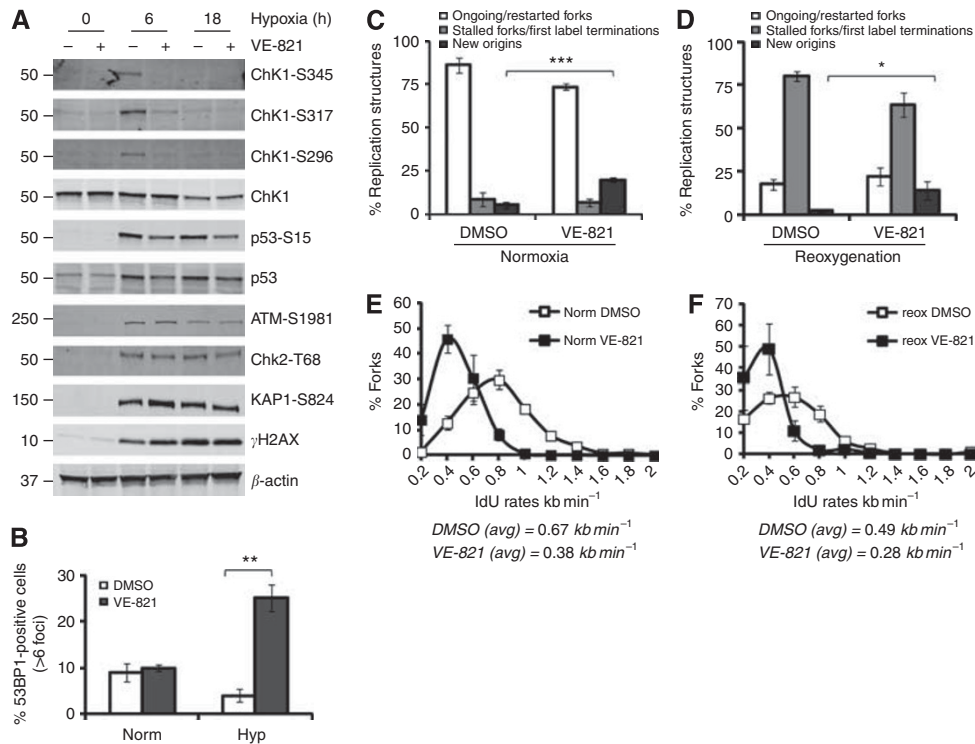 A
0 6 18 Hypoxia (h)
– + – + – + VE-821
50 ChK1-S345
50 ChK1-S317
50 ChK1-S296
50 ChK1
50 p53-S15
50 p53
250 ATM-S1981
50 Chk2-T68
150 KAP1-S824
10 γH2AX
37 β-actin
B
% 53BP1-positive cells
(>6 foci)
30
20
10
0
DMSO
VE-821
**
Norm Hyp
C
Ongoing/restarted forks
Stalled forks/first label terminations
New origins
% Replication structures
100
75
50
25
0
***
DMSO VE-821
Normoxia
D
Ongoing/restarted forks
Stalled forks/first label terminations
New origins
% Replication structures
100
75
50
25
0
*
DMSO VE-821
Reoxygenation
E
% Forks
60
50
40
30
20
10
0
Norm DMSO
Norm VE-821
0.2 0.4 0.6 0.8 1 1.2 1.4 1.6 1.8 2
IdU rates kb min⁻¹
DMSO (avg) = 0.67 kb min⁻¹
VE-821 (avg) = 0.38 kb min⁻¹
F
% Forks
70
60
50
40
30
20
10
0
reox DMSO
reox VE-821
0.2 0.4 0.6 0.8 1 1.2 1.4 1.6 1.8 2
IdU rates kb min⁻¹
DMSO (avg) = 0.49 kb min⁻¹
VE-821 (avg) = 0.28 kb min⁻¹